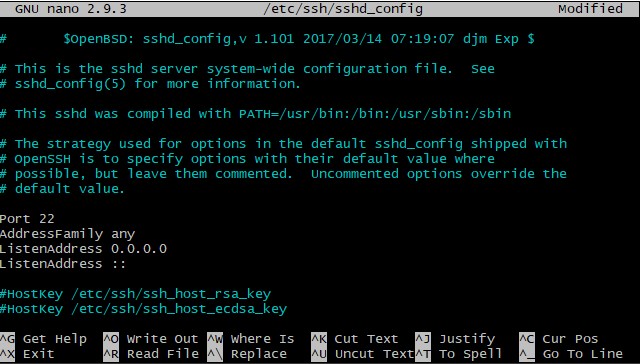 GNU nano 2.9.3 /etc/ssh/sshd_config Modified
# $OpenBSD: sshd_config,v 1.101 2017/03/14 07:19:07 djm Exp $
# This is the sshd server system-wide configuration file. See
# sshd_config(5) for more information.
# This sshd was compiled with PATH=/usr/bin:/bin:/usr/sbin:/sbin
# The strategy used for options in the default sshd_config shipped with
# OpenSSH is to specify options with their default value where
# possible, but leave them commented. Uncommented options override the
# default value.
Port 22
AddressFamily any
ListenAddress 0.0.0.0
ListenAddress ::
#HostKey /etc/ssh/ssh_host_rsa_key
#HostKey /etc/ssh/ssh_host_ecdsa_key
^G Get Help ^O Write Out ^W Where Is ^K Cut Text ^J Justify ^C Cur Pos
^X Exit ^R Read File ^\ Replace ^U Uncut Text ^T To Spell ^_ Go To Line